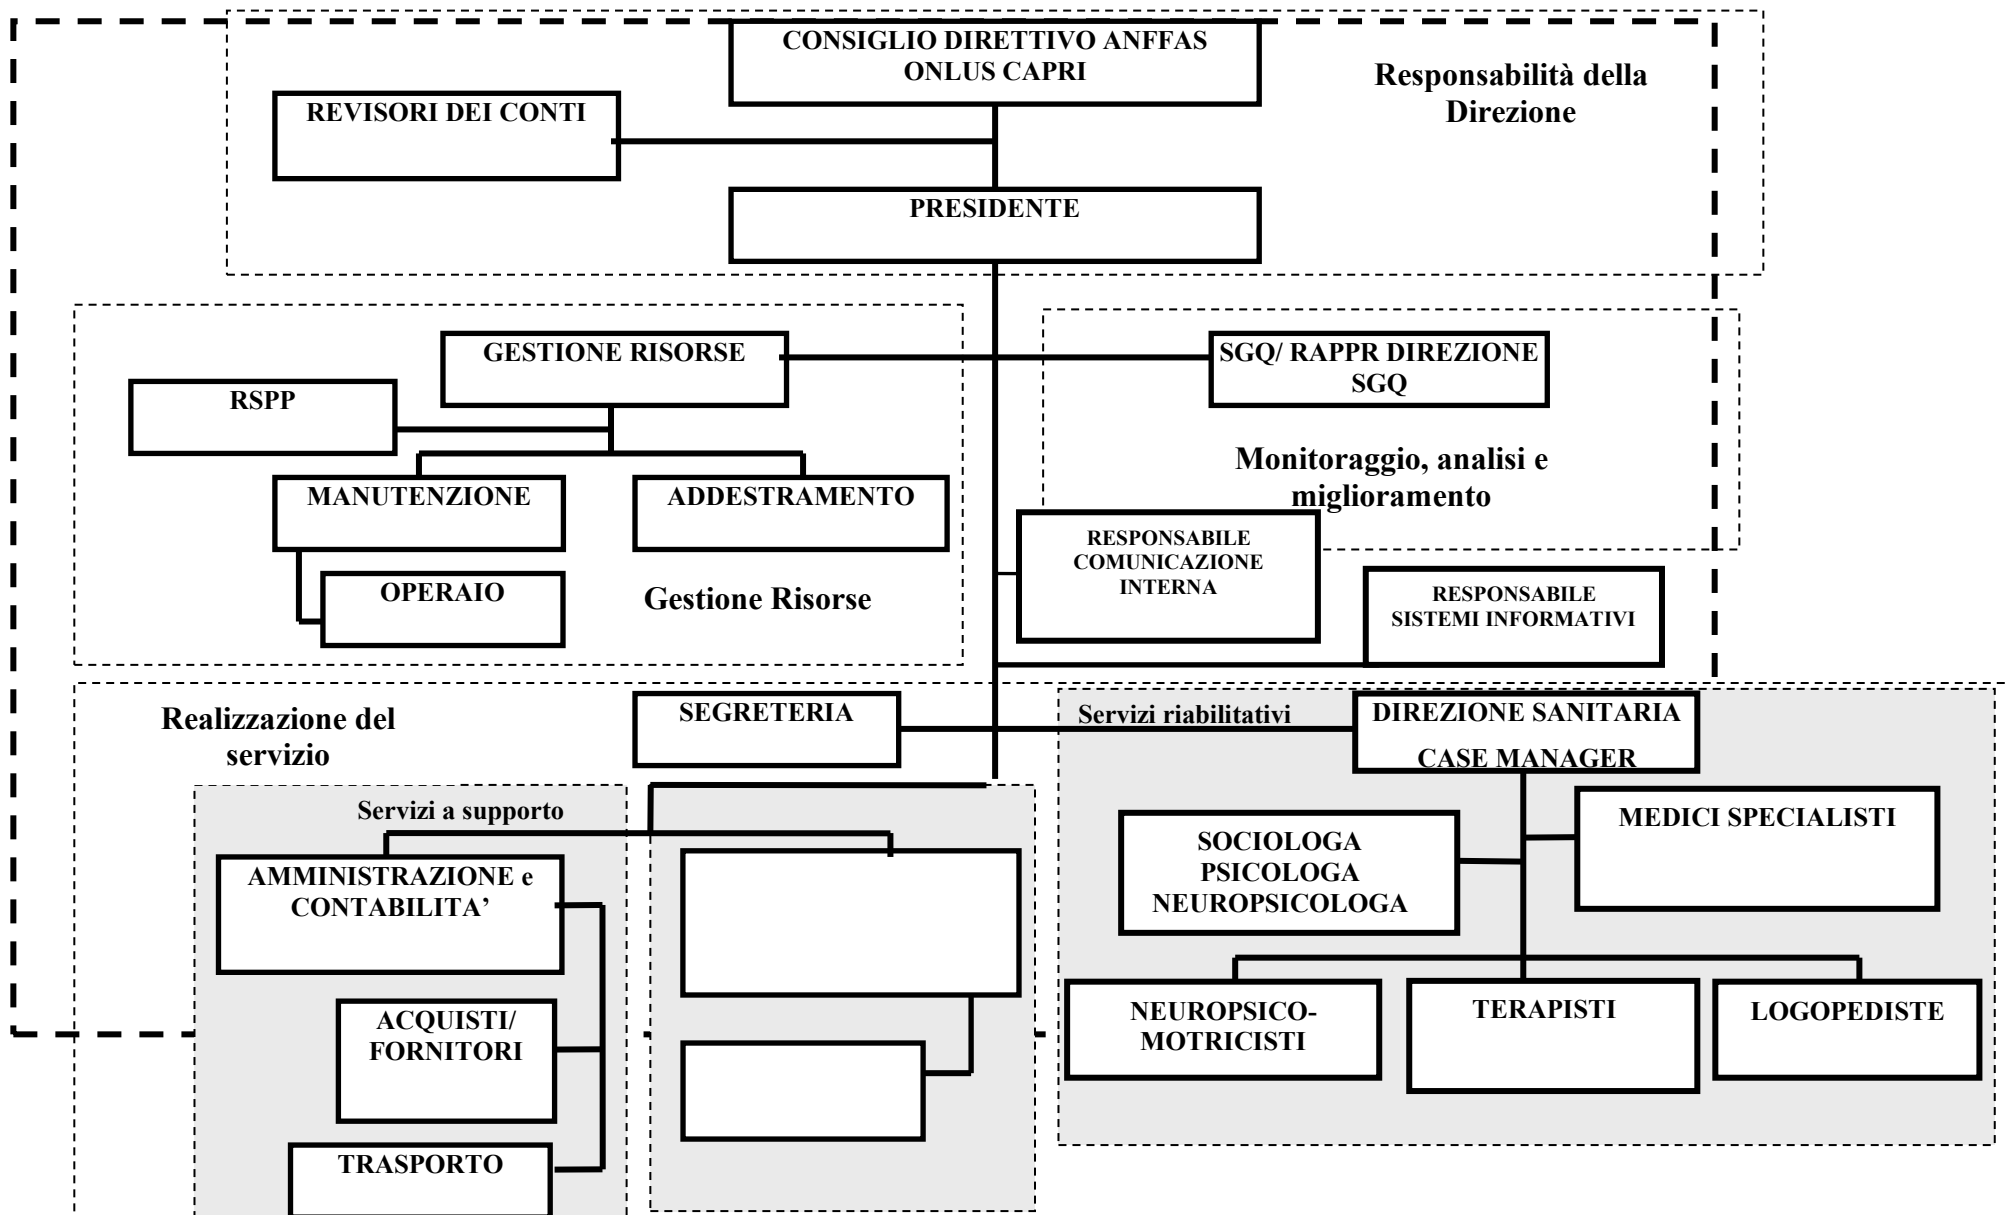 CONSIGLIO DIRETTIVO ANFFAS
ONLUS CAPRI
Responsabilità della
Direzione
REVISORI DEI CONTI
PRESIDENTE
GESTIONE RISORSE
SGQ/ RAPPR DIREZIONE
SGQ
RSPP
Monitoraggio, analisi e
miglioramento
MANUTENZIONE
ADDESTRAMENTO
RESPONSABILE
COMUNICAZIONE
INTERNA
OPERAIO
Gestione Risorse
RESPONSABILE
SISTEMI INFORMATIVI
Realizzazione del
servizio
SEGRETERIA
Servizi riabilitativi
DIREZIONE SANITARIA
CASE MANAGER
Servizi a supporto
MEDICI SPECIALISTI
SOCIOLOGA
PSICOLOGA
NEUROPSICOLOGA
AMMINISTRAZIONE e
CONTABILITA’
ACQUISTI/
FORNITORI
NEUROPSICO-
MOTRICISTI
TERAPISTI
LOGOPEDISTE
TRASPORTO